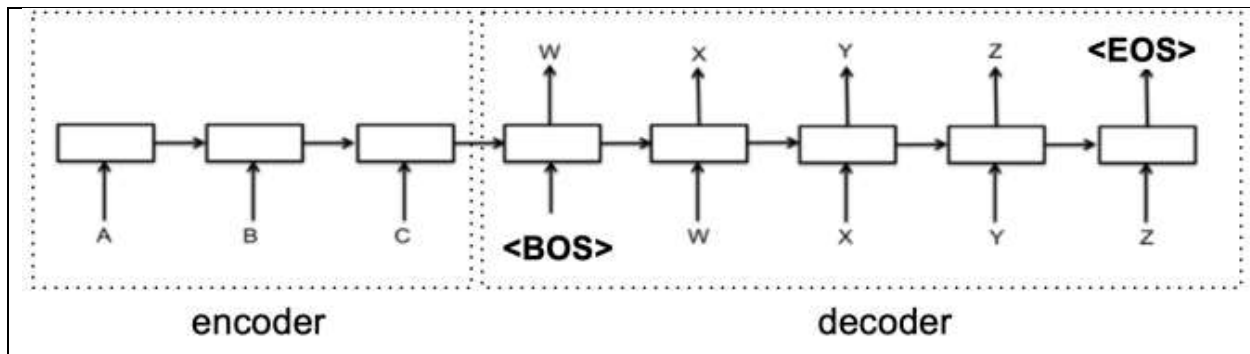 W X Y Z <EOS>
A B C <BOS> W X Y Z
encoder decoder